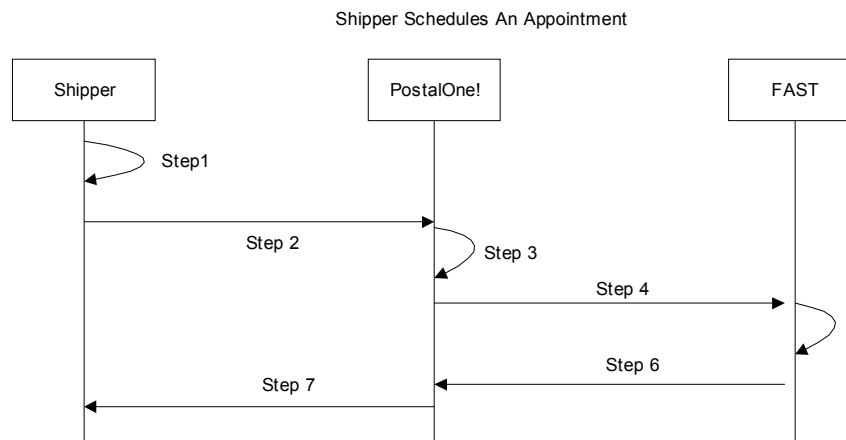 Shipper Schedules An Appointment
Shipper
PostalOne!
FAST
Step1
Step 2
Step 3
Step 4
Step 6
Step 7